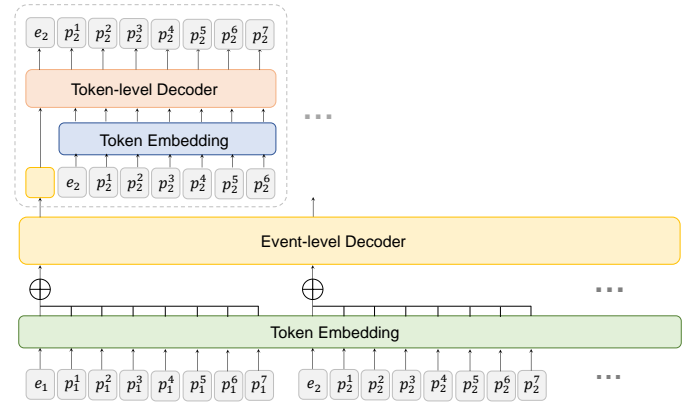 e₂ p₂¹ p₂² p₂³ p₂⁴ p₂⁵ p₂⁶ p₂⁷
Token-level Decoder
...
Token Embedding
e₂ p₂¹ p₂² p₂³ p₂⁴ p₂⁵ p₂⁶
Event-level Decoder
...
Token Embedding
e₁ p₁¹ p₁² p₁³ p₁⁴ p₁⁵ p₁⁶ p₁⁷ e₂ p₂¹ p₂² p₂³ p₂⁴ p₂⁵ p₂⁶ p₂⁷ ...